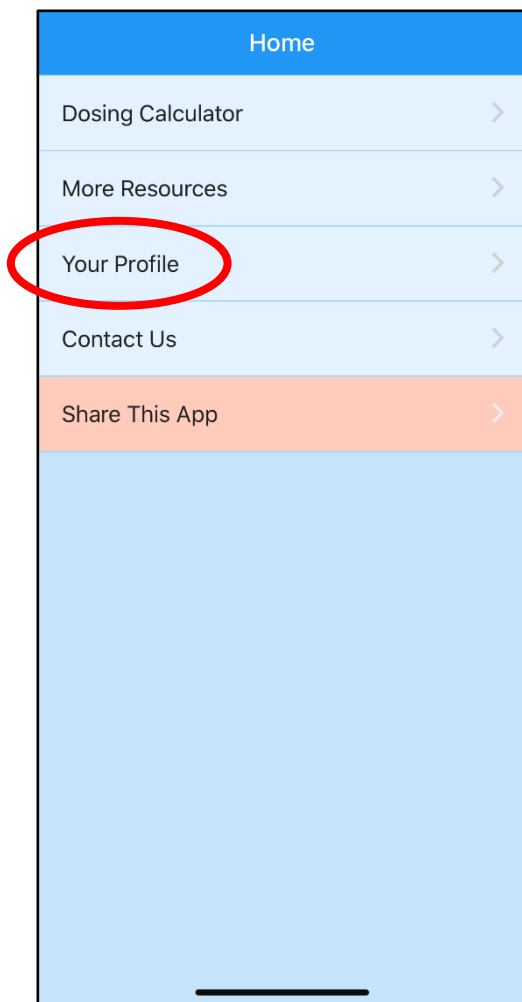 Home
Dosing Calculator
More Resources
Your Profile
Contact Us
Share This App